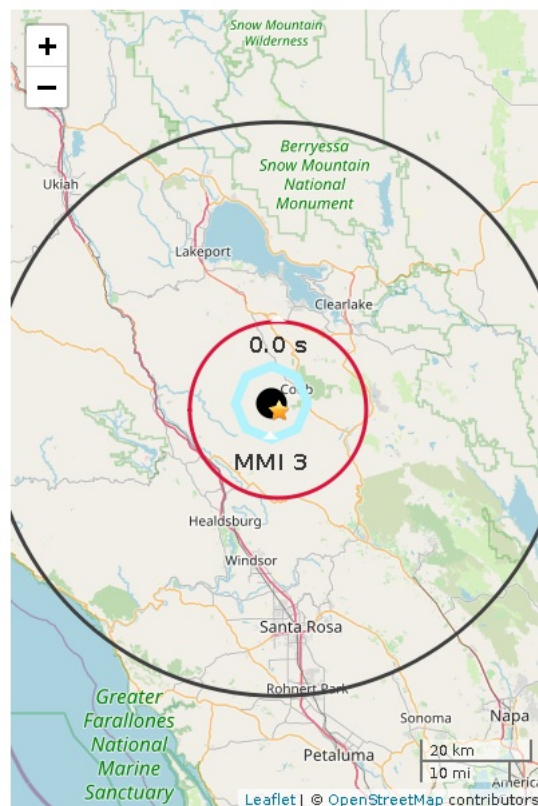 +
Snow Mountain
Wilderness
−
Berryessa
Snow Mountain
National
Monument
Ukiah
Lakeport
Clearlake
0.0 s
Cobb
MMI 3
Healdsburg
Windsor
Santa Rosa
Rohnert Park
Greater
Farallones
National
Marine
Sanctuary
Sonoma
Napa
Petaluma
20 km
10 mi
America
Leaflet | © OpenStreetMap contributors